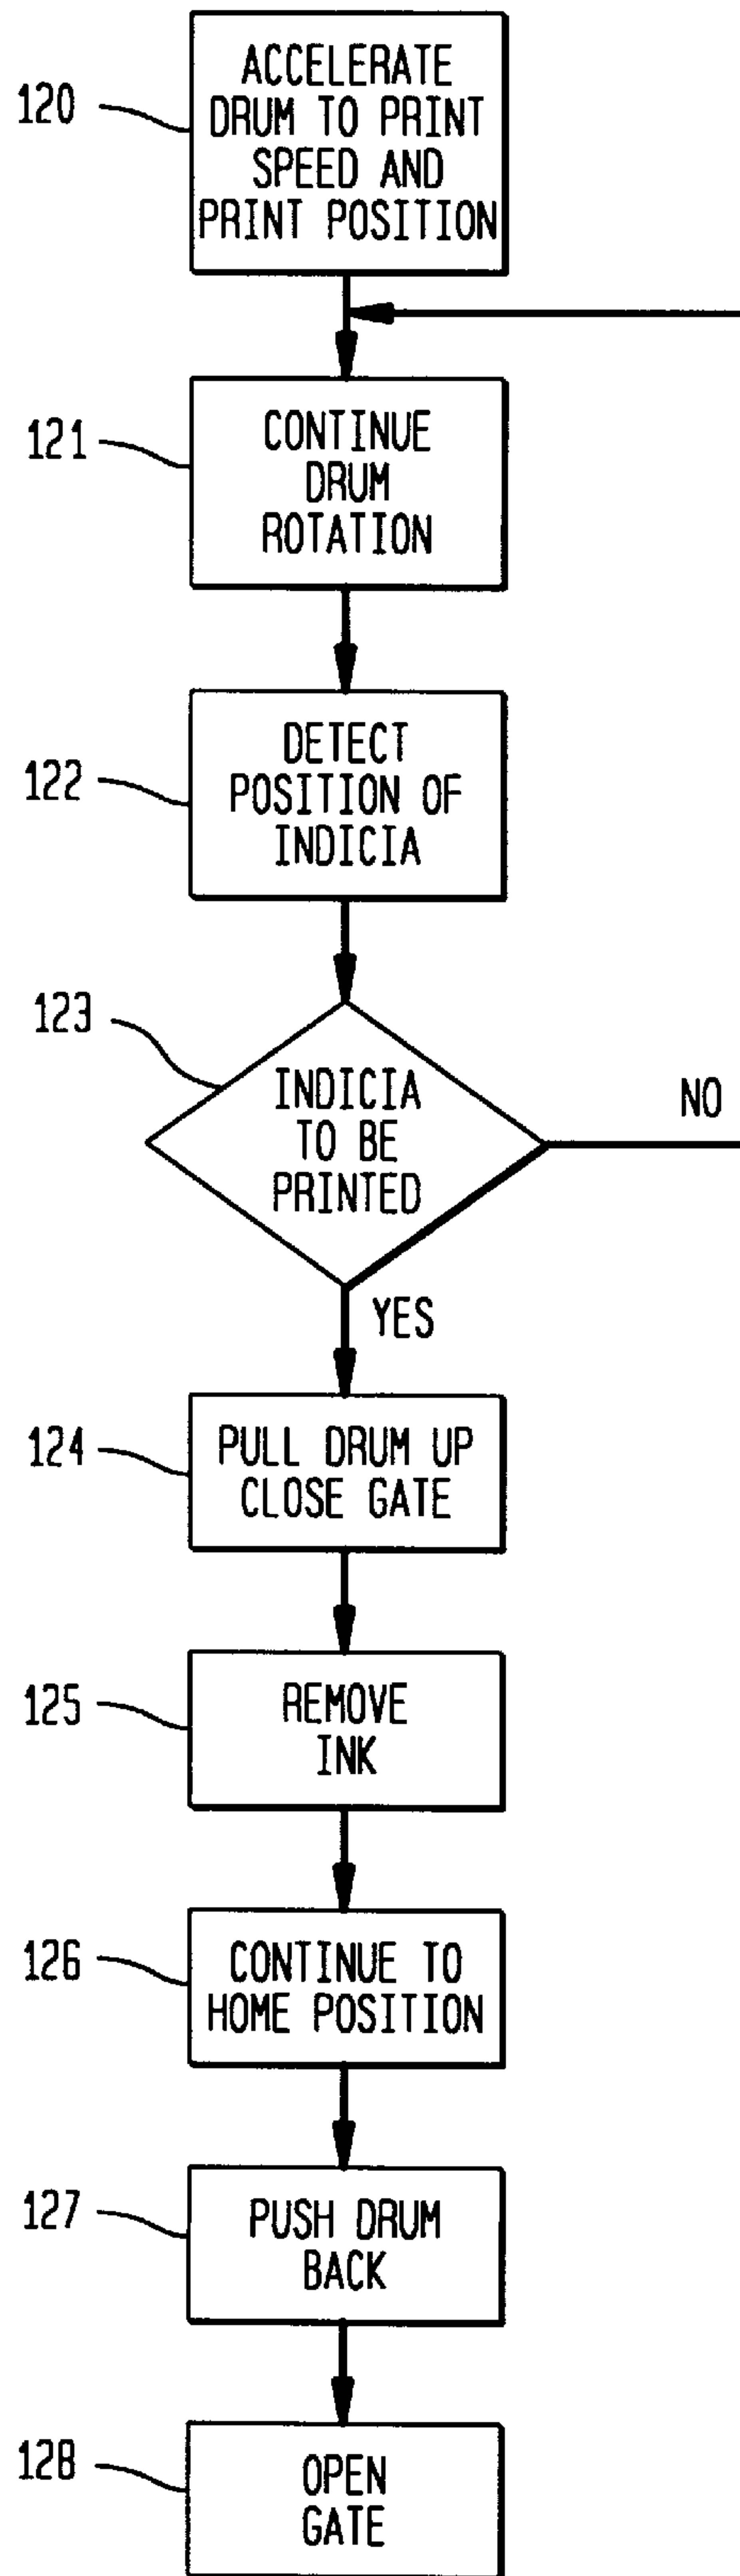 120
ACCELERATE
DRUM TO PRINT
SPEED AND
PRINT POSITION
121
CONTINUE
DRUM
ROTATION
122
DETECT
POSITION OF
INDICIA
123
INDICIA
TO BE
PRINTED
NO
YES
124
PULL DRUM UP
CLOSE GATE
125
REMOVE
INK
126
CONTINUE TO
HOME POSITION
127
PUSH DRUM
BACK
128
OPEN
GATE